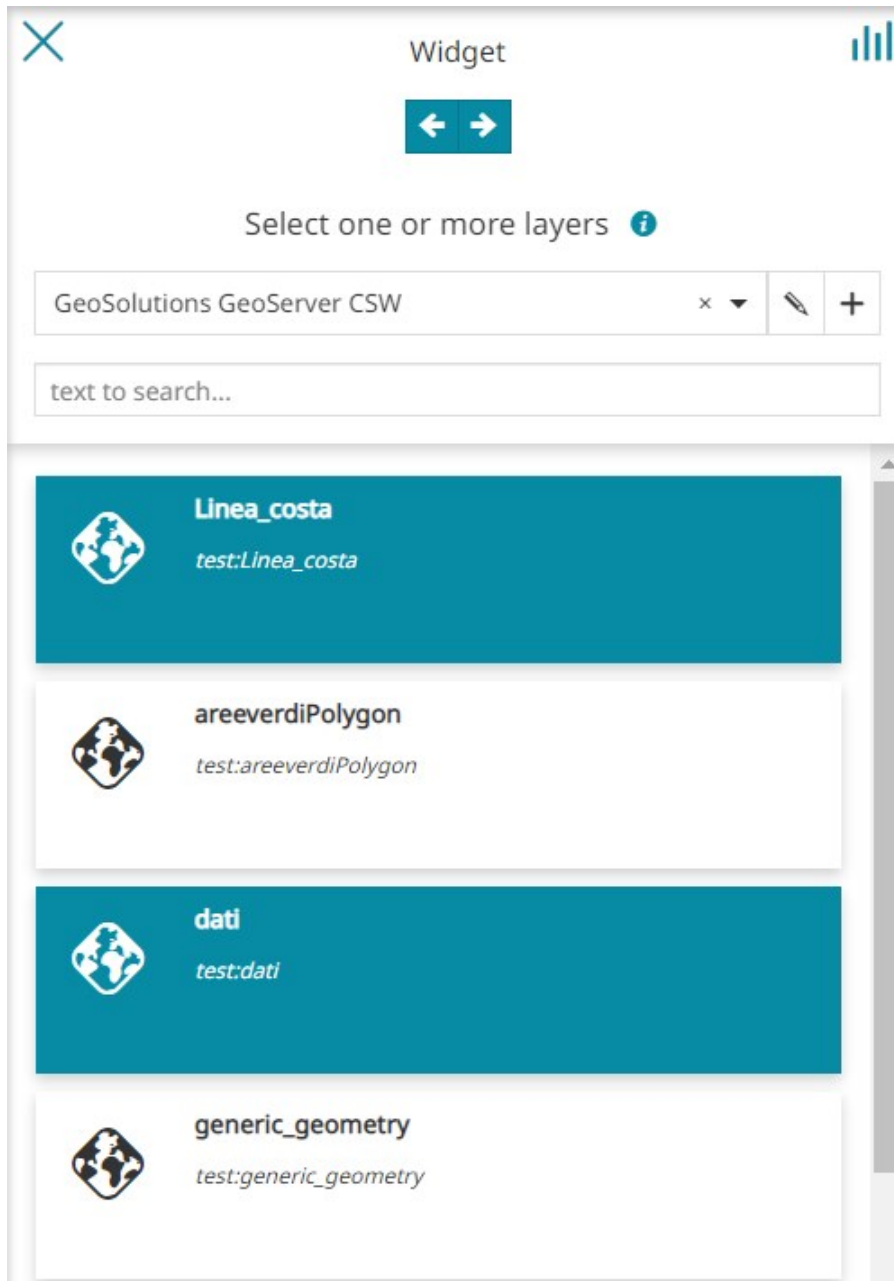 Widget
Select one or more layers
GeoSolutions GeoServer CSW
text to search...
Linea_costa
test:Linea_costa
areeverdiPolygon
test:areeverdiPolygon
dati
test:dati
generic_geometry
test:generic_geometry